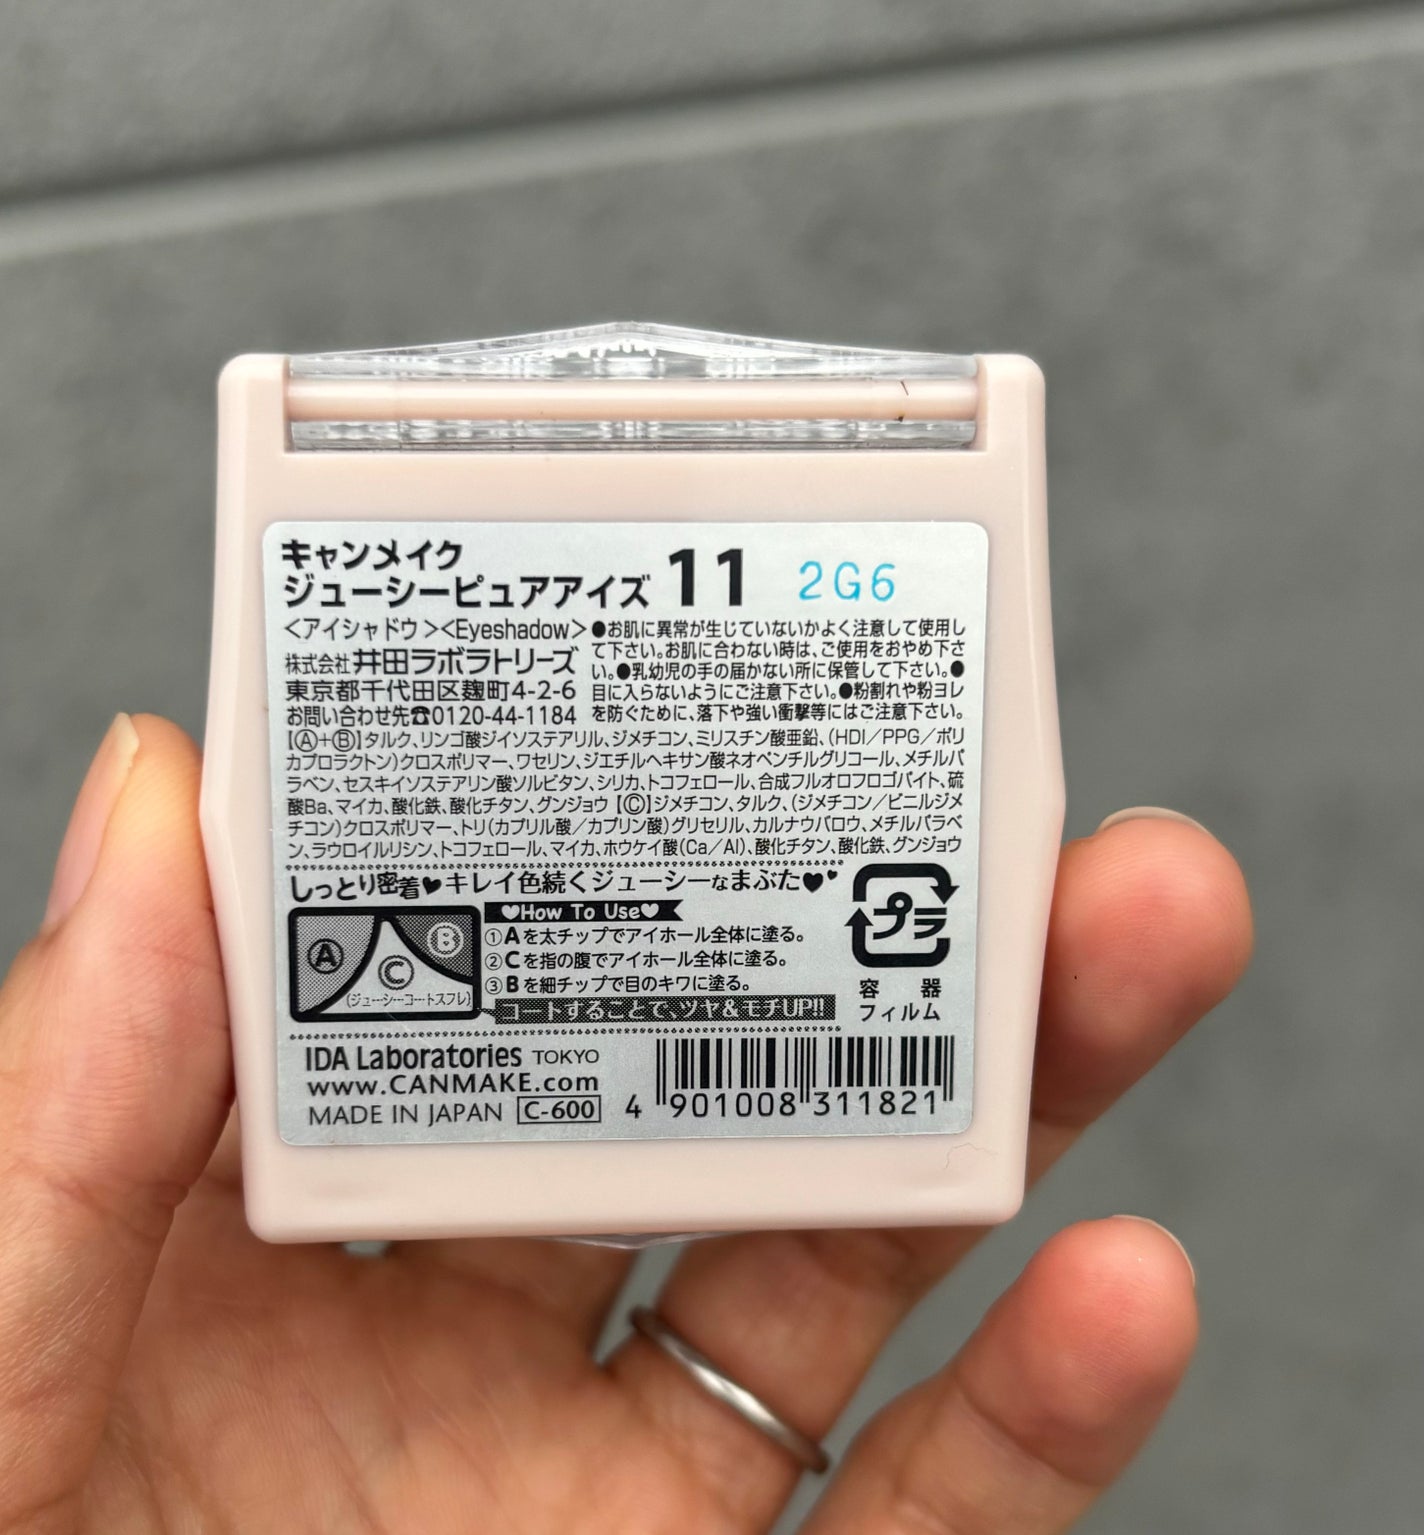 キャンメイク
ジューシーピュアアイズ 11 2G6
<アイシャドウ><Eyeshadow>
株式会社井田ラボラトリーズ
東京都千代田区麹町4-2-6
お問い合わせ先☎0120-44-1184
●お肌に異常が生じていないかよく注意して使用し
て下さい。お肌に合わない時は、ご使用をおやめ下さ
い。●乳幼児の手の届かない所に保管して下さい。●
目に入らないようにご注意下さい。●粉割れや粉ヨレ
を防ぐために、落下や強い衝撃等にはご注意下さい。
【Ⓐ+Ⓑ】タルク、リンゴ酸ジイソステアリル、ジメチコン、ミリスチン酸亜鉛、(HDI/PPG/ポリ
カプロラクトン)クロスポリマー、ワセリン、ジエチルヘキサン酸ネオペンチルグリコール、メチルパ
ラベン、セスキイソステアリン酸ソルビタン、シリカ、トコフェロール、合成フルオロフロゴパイト、硫
酸Ba、マイカ、酸化鉄、酸化チタン、グンジョウ【Ⓒ】ジメチコン、タルク、(ジメチコン/ビニルジメ
チコン)クロスポリマー、トリ(カプリル酸/カプリン酸)グリセリル、カルナウバロウ、メチルパラベ
ン、ラウロイルリシン、トコフェロール、マイカ、ホウケイ酸(Ca/Al)、酸化チタン、酸化鉄、グンジョウ
しっとり密着♥キレイ色続くジューシーなまぶた♥♥
Ⓐ Ⓑ Ⓒ
(ジューシーコートスフレ)
♥How To Use♥
①Aを太チップでアイホール全体に塗る。
②Cを指の腹でアイホール全体に塗る。
③Bを細チップで目のキワに塗る。
コートすることで、ツヤ&モチUP!!
プラ
容器
フィルム
IDA Laboratories TOKYO
www.CANMAKE.com
MADE IN JAPAN C-600
4 901008 311821